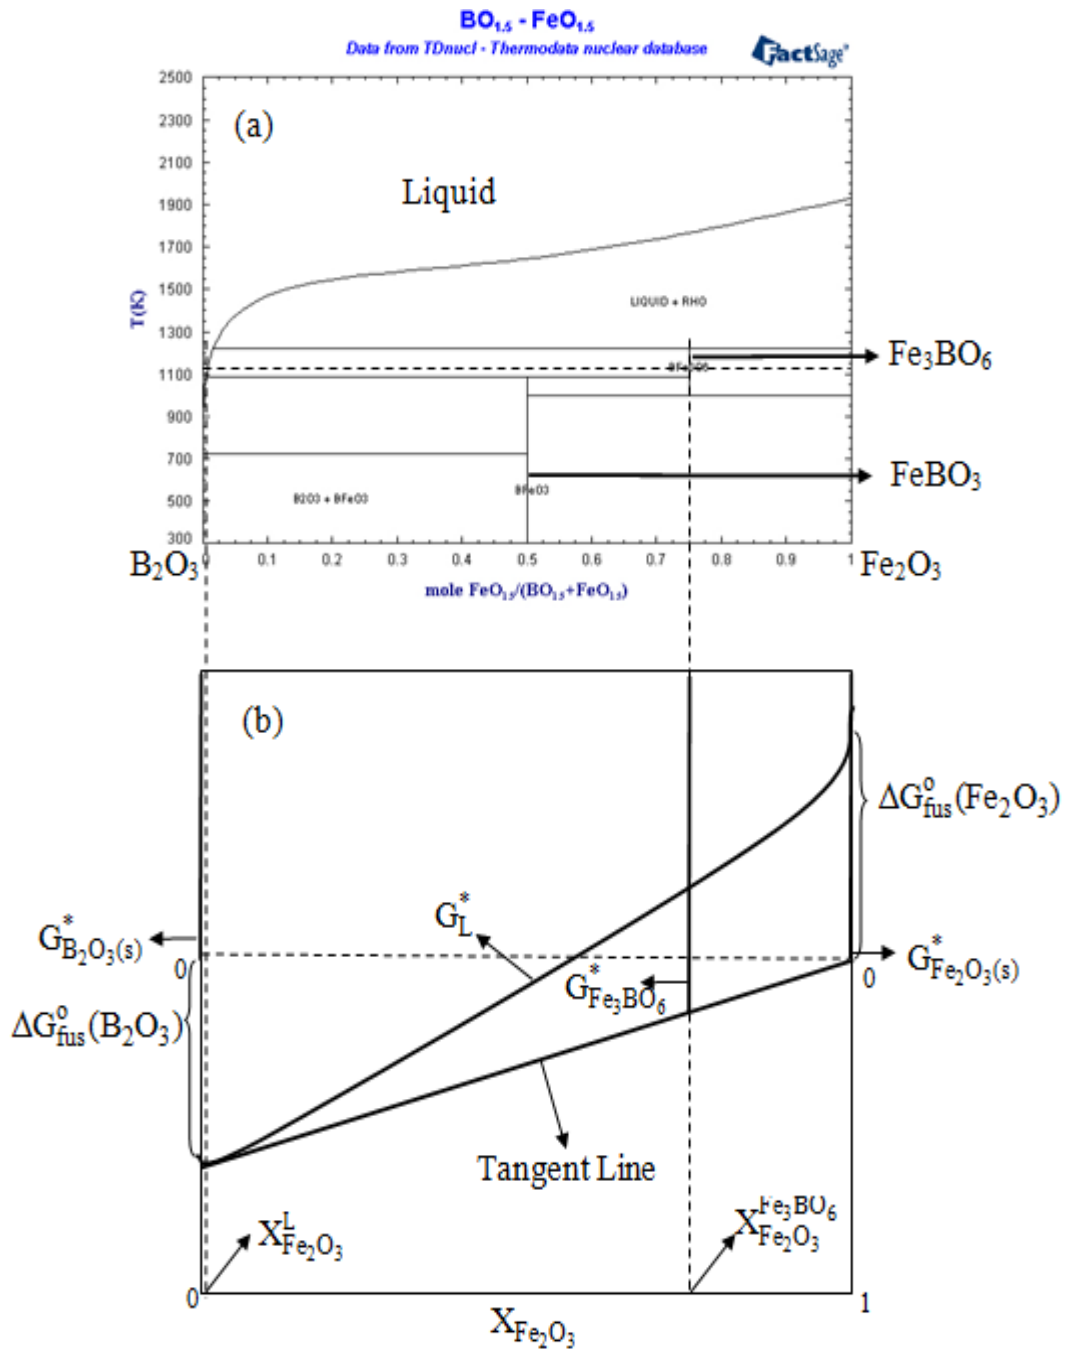 BO1.5 - FeO1.5
Data from TDnucl - Thermodata nuclear database
FactSage®
2500
2300
2100
1900
1700
1500
1300
1100
900
700
500
300
T(K)
(a)
Liquid
LIQUID + RHO
Fe3BO6
BFe3O6
FeBO3
BFeO3
B2O3 + BFeO3
B2O3
0
0.1
0.2
0.3
0.4
0.5
0.6
0.7
0.8
0.9
1
Fe2O3
mole FeO1.5/(BO1.5+FeO1.5)
(b)
ΔG°fus(Fe2O3)
G*L
G*B2O3(s)
G*Fe2O3(s)
G*Fe3BO6
0
0
ΔG°fus(B2O3)
Tangent Line
X^L Fe2O3
X^Fe3BO6 Fe2O3
0
1
XFe2O3